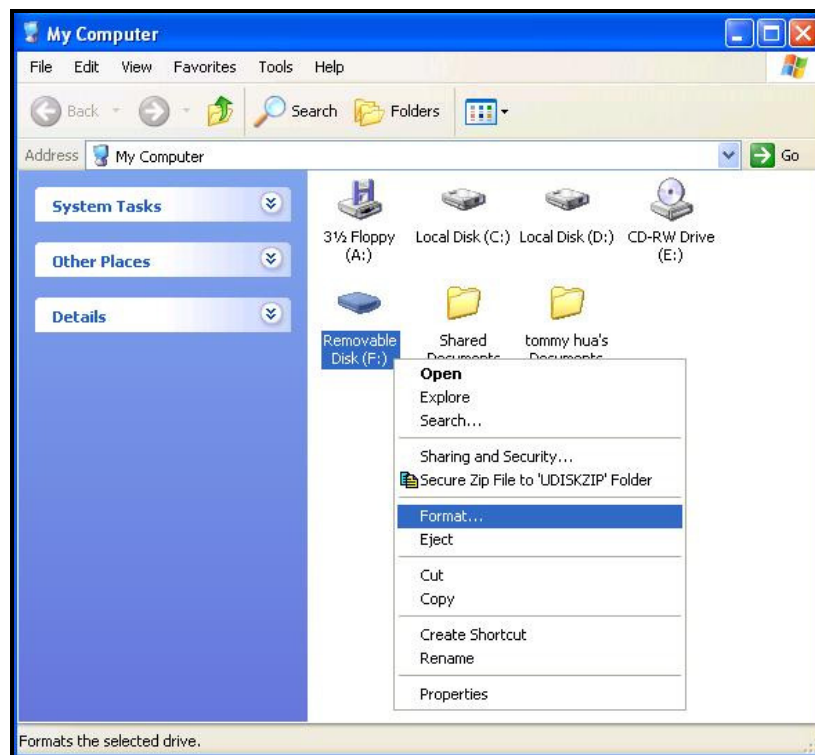 My Computer
File Edit View Favorites Tools Help
Back Search Folders
Address My Computer Go
System Tasks
Other Places
Details
3½ Floppy (A:)
Local Disk (C:)
Local Disk (D:)
CD-RW Drive (E:)
Removable Disk (F:)
Shared Documents
tommy hua's Documents
Open
Explore
Search...
Sharing and Security...
Secure Zip File to 'UDISKZIP' Folder
Format...
Eject
Cut
Copy
Create Shortcut
Rename
Properties
Formats the selected drive.